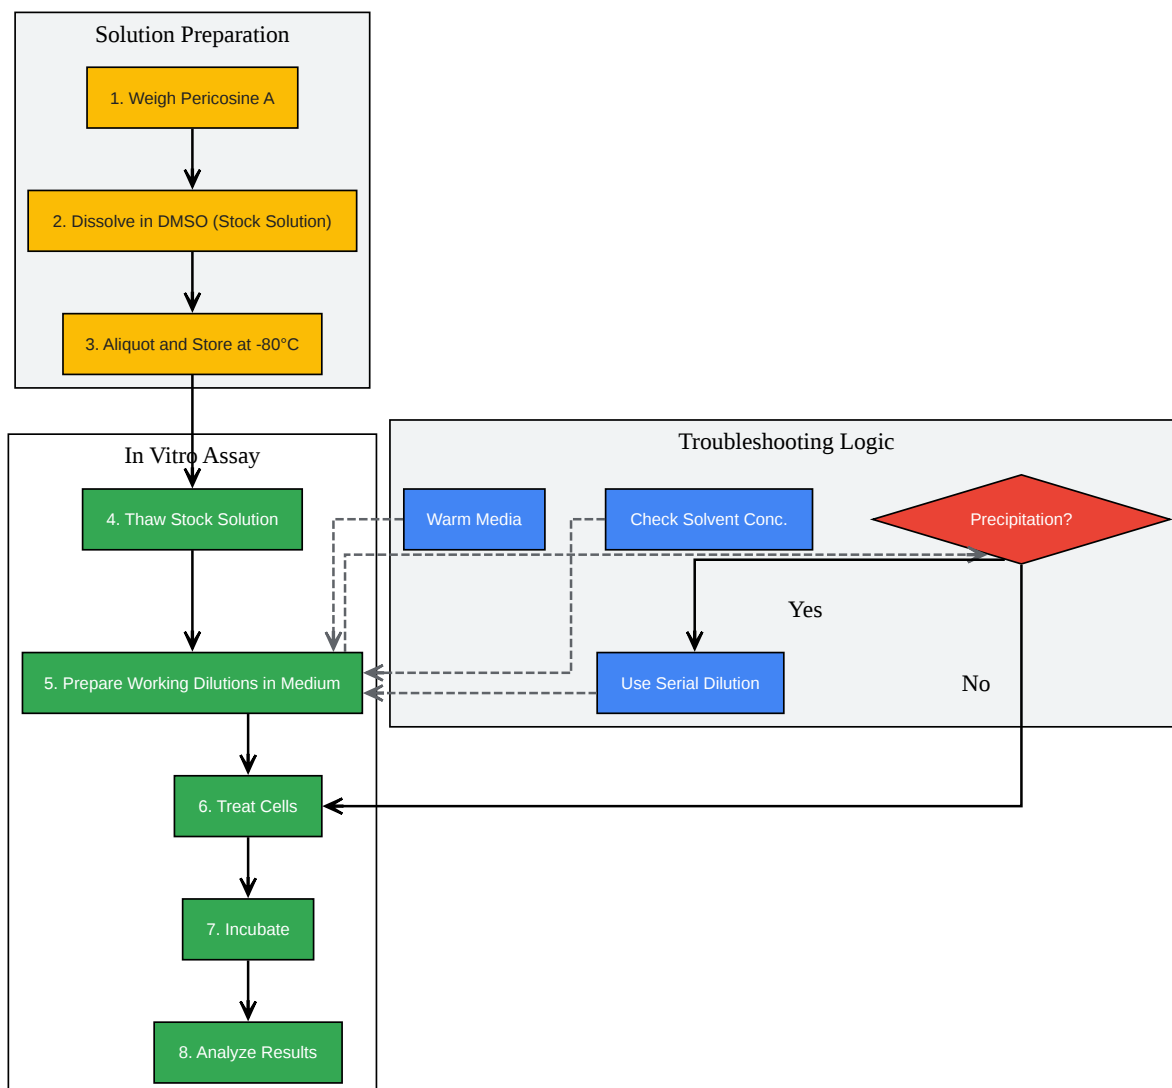 Solution Preparation
1. Weigh Pericosine A
2. Dissolve in DMSO (Stock Solution)
3. Aliquot and Store at -80°C
In Vitro Assay
4. Thaw Stock Solution
5. Prepare Working Dilutions in Medium
6. Treat Cells
7. Incubate
8. Analyze Results
Troubleshooting Logic
Warm Media
Check Solvent Conc.
Precipitation?
Yes
Use Serial Dilution
No